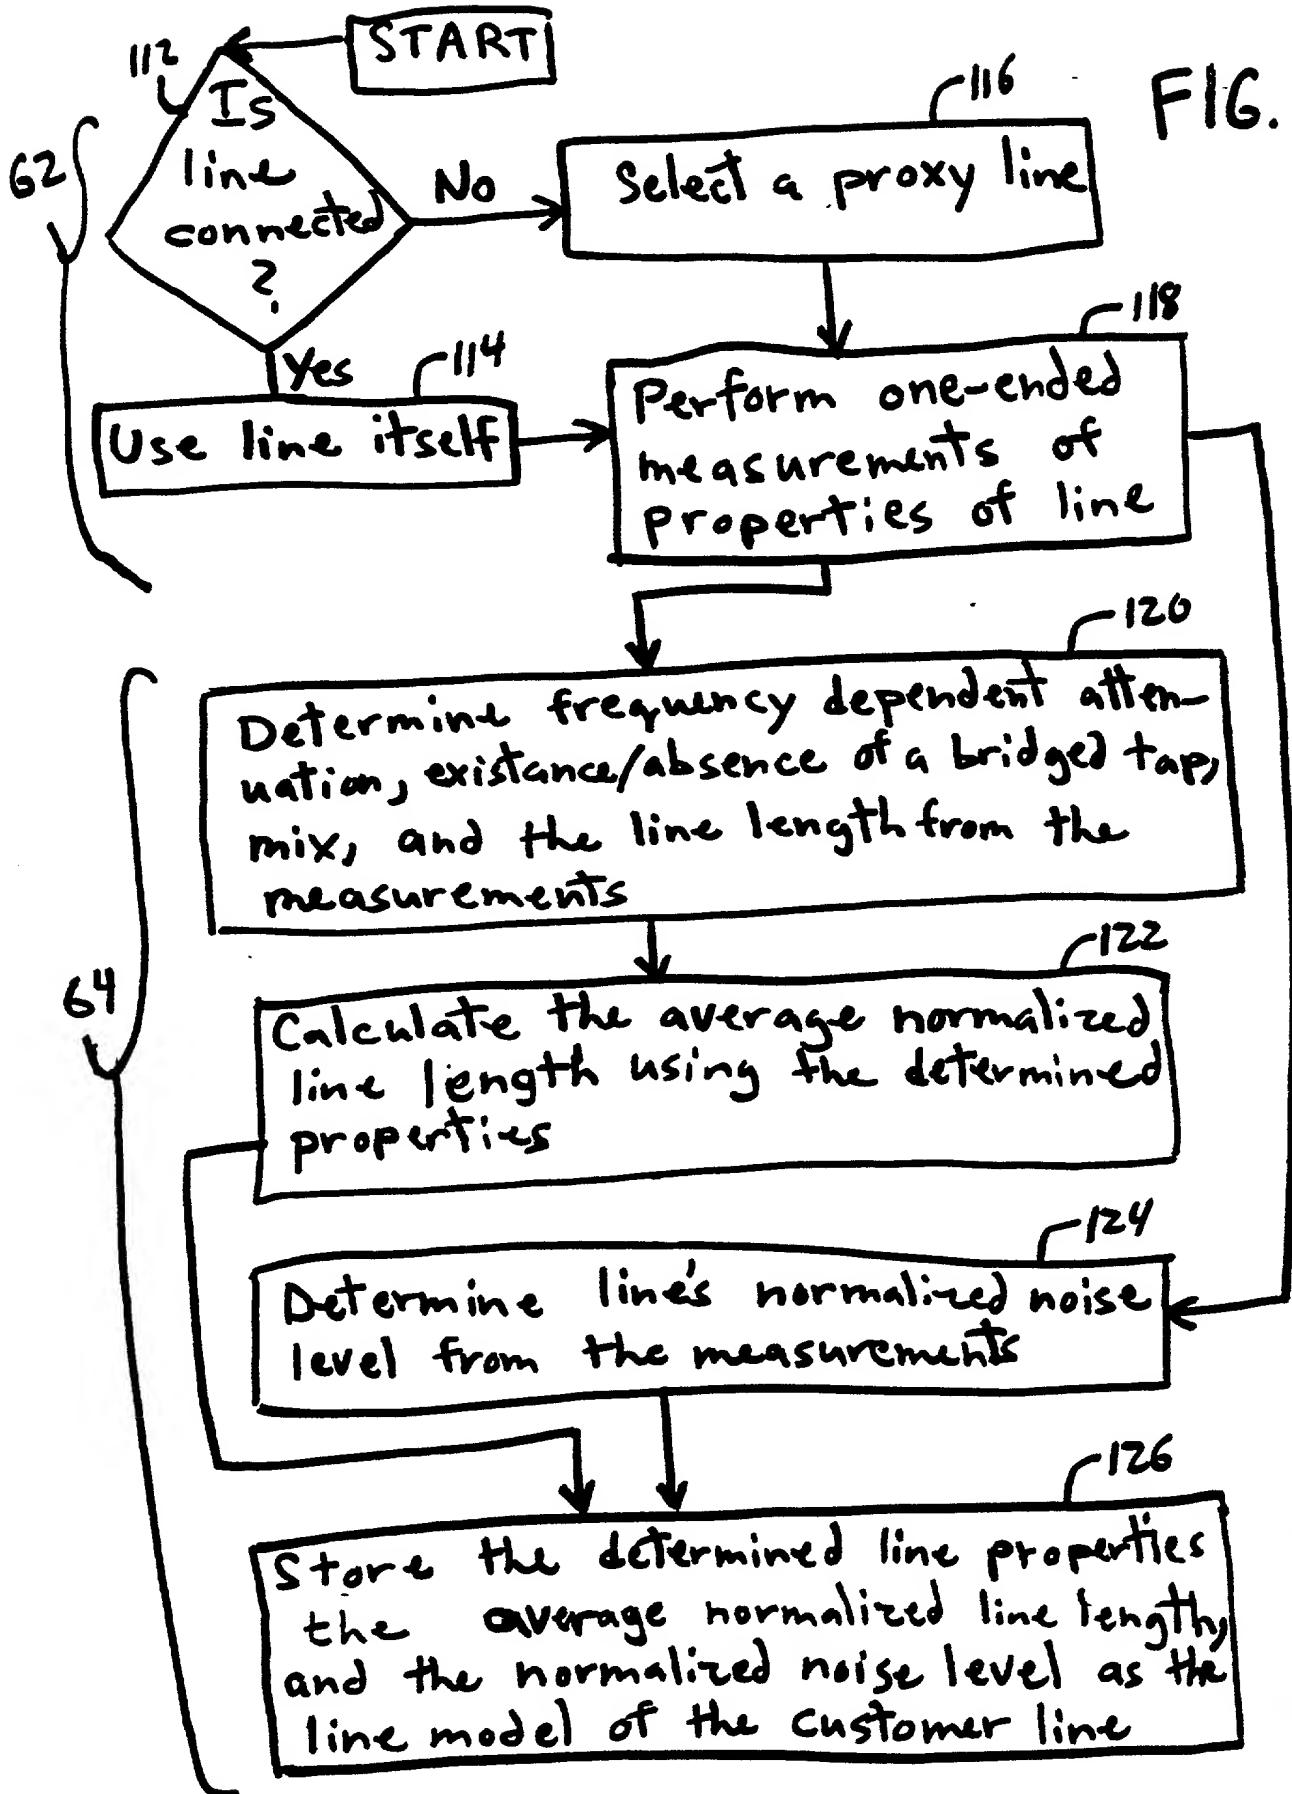 START
112
Is
line
connected
?
62
No
116
Select a proxy line
FIG.
Yes
114
Use line itself
118
Perform one-ended
measurements of
properties of line
120
Determine frequency dependent atten-
uation, existance/absence of a bridged tap,
mix, and the line length from the
measurements
64
122
Calculate the average normalized
line length using the determined
properties
124
Determine line's normalized noise
level from the measurements
126
Store the determined line properties
the average normalized line length,
and the normalized noise level as the
line model of the customer line